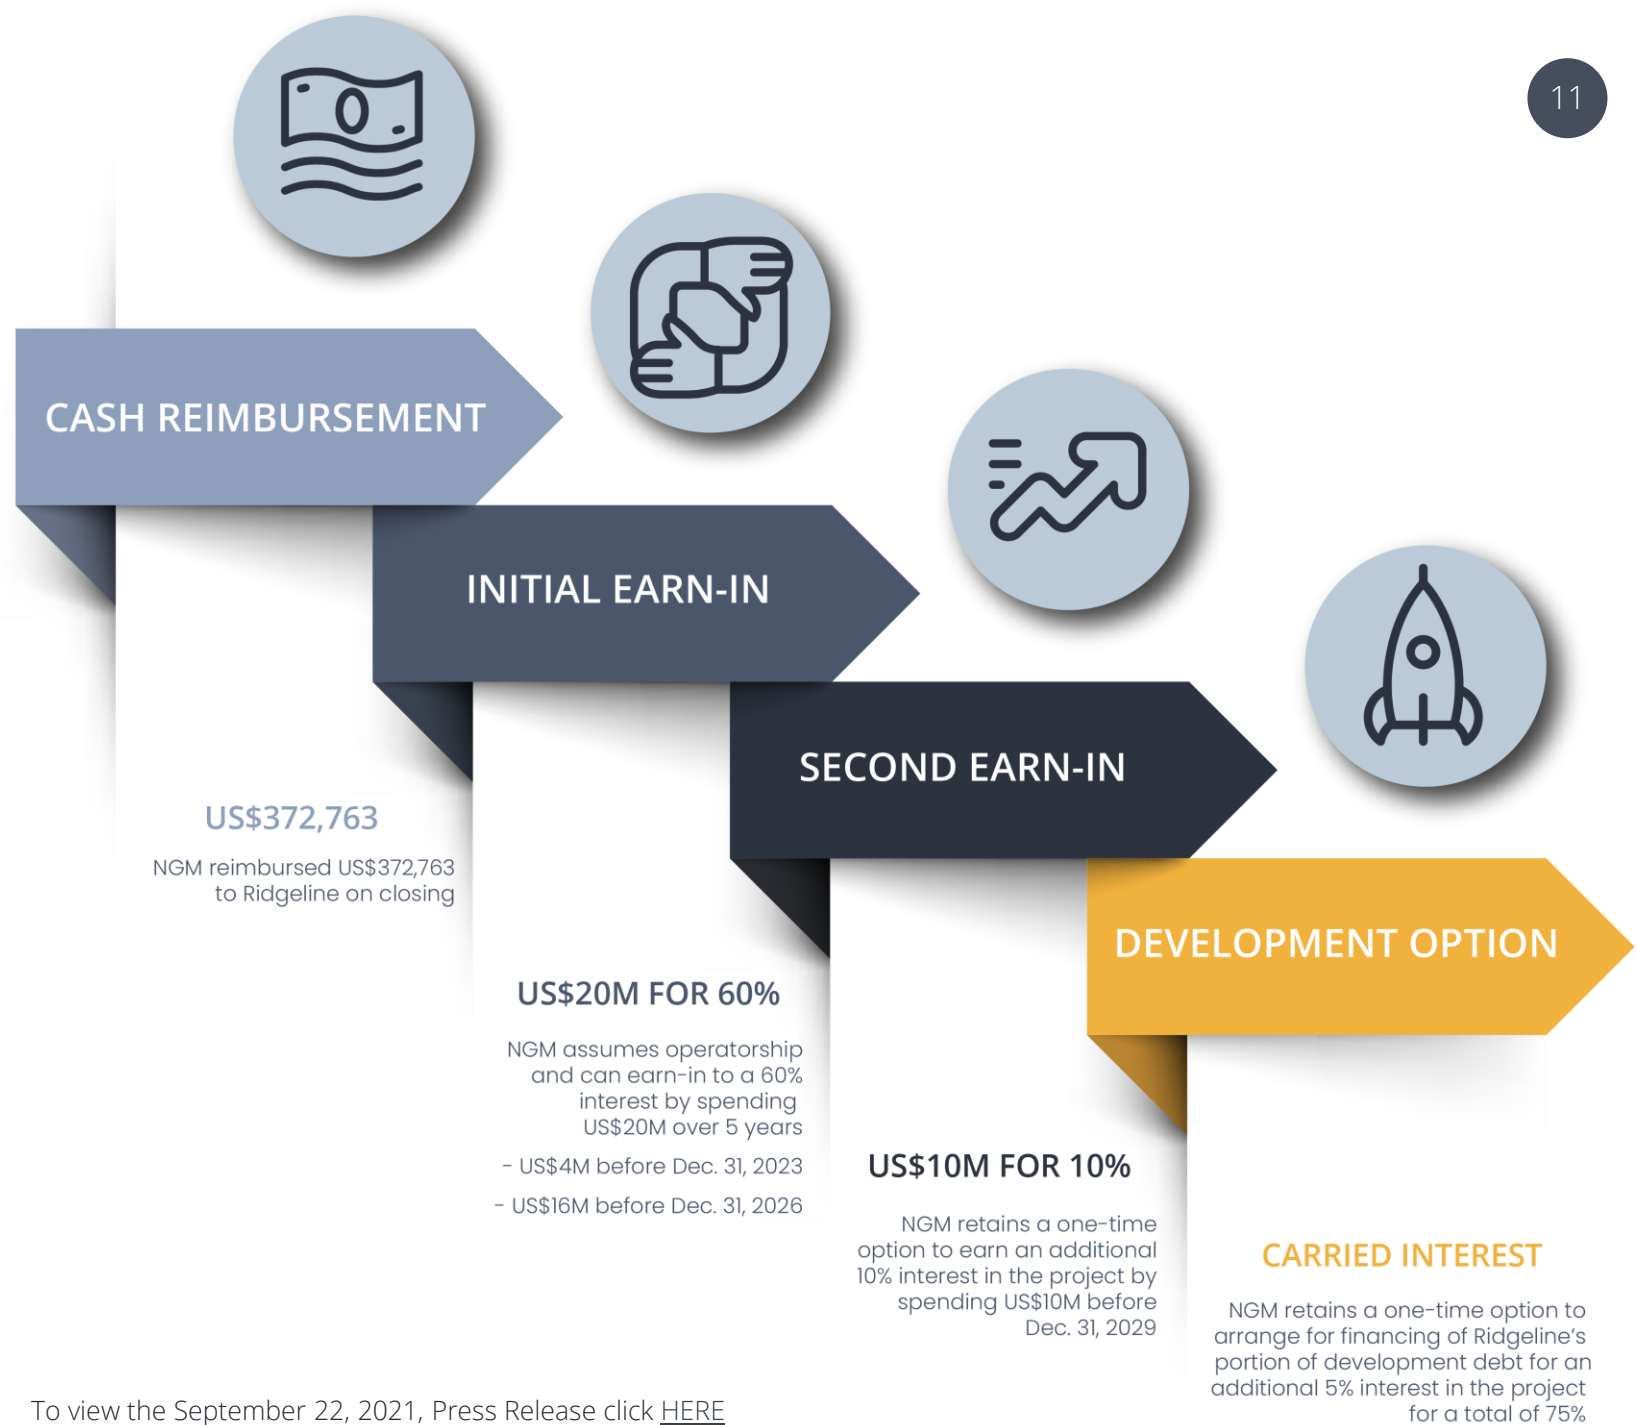 11
CASH REIMBURSEMENT
US$372,763
NGM reimbursed US$372,763
to Ridgeline on closing
INITIAL EARN-IN
US$20M FOR 60%
NGM assumes operatorship
and can earn-in to a 60%
interest by spending
US$20M over 5 years
- US$4M before Dec. 31, 2023
- US$16M before Dec. 31, 2026
SECOND EARN-IN
US$10M FOR 10%
NGM retains a one-time
option to earn an additional
10% interest in the project by
spending US$10M before
Dec. 31, 2029
DEVELOPMENT OPTION
CARRIED INTEREST
NGM retains a one-time option to
arrange for financing of Ridgeline’s
portion of development debt for an
additional 5% interest in the project
for a total of 75%
To view the September 22, 2021, Press Release click HERE